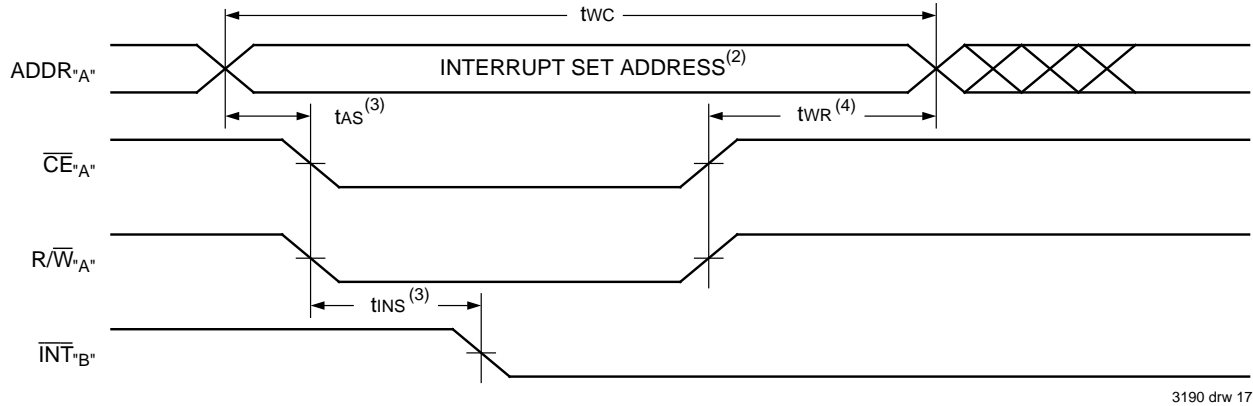 tWC
ADDR"A"
INTERRUPT SET ADDRESS(2)
tAS(3)
tWR(4)
CE"A"
R/W"A"
tINS(3)
INT"B"
3190 drw 17